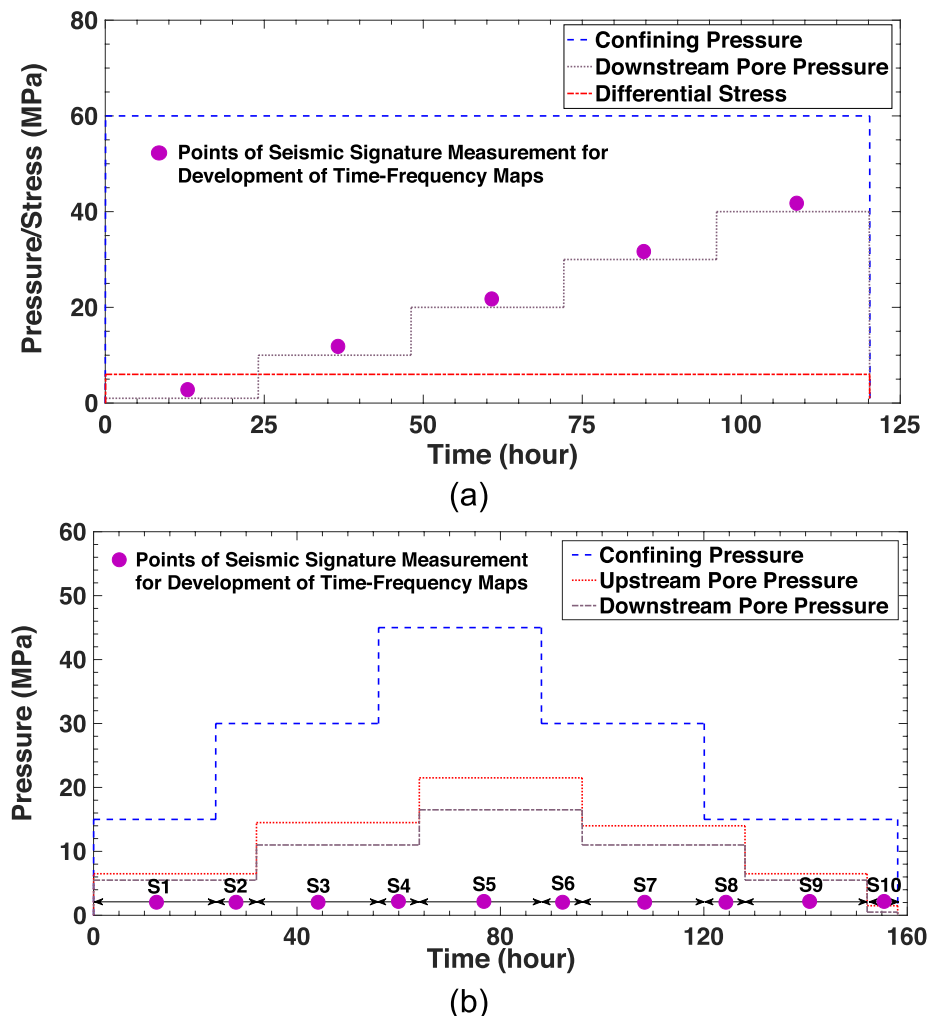 80
60
40
20
0
Pressure/Stress (MPa)
Confining Pressure
Downstream Pore Pressure
Differential Stress
Points of Seismic Signature Measurement for
Development of Time-Frequency Maps
0 25 50 75 100 125
Time (hour)
(a)
60
50
40
30
20
10
0
Pressure (MPa)
Points of Seismic Signature Measurement
for Development of Time-Frequency Maps
Confining Pressure
Upstream Pore Pressure
Downstream Pore Pressure
S1 S2 S3 S4 S5 S6 S7 S8 S9 S10
0 40 80 120 160
Time (hour)
(b)